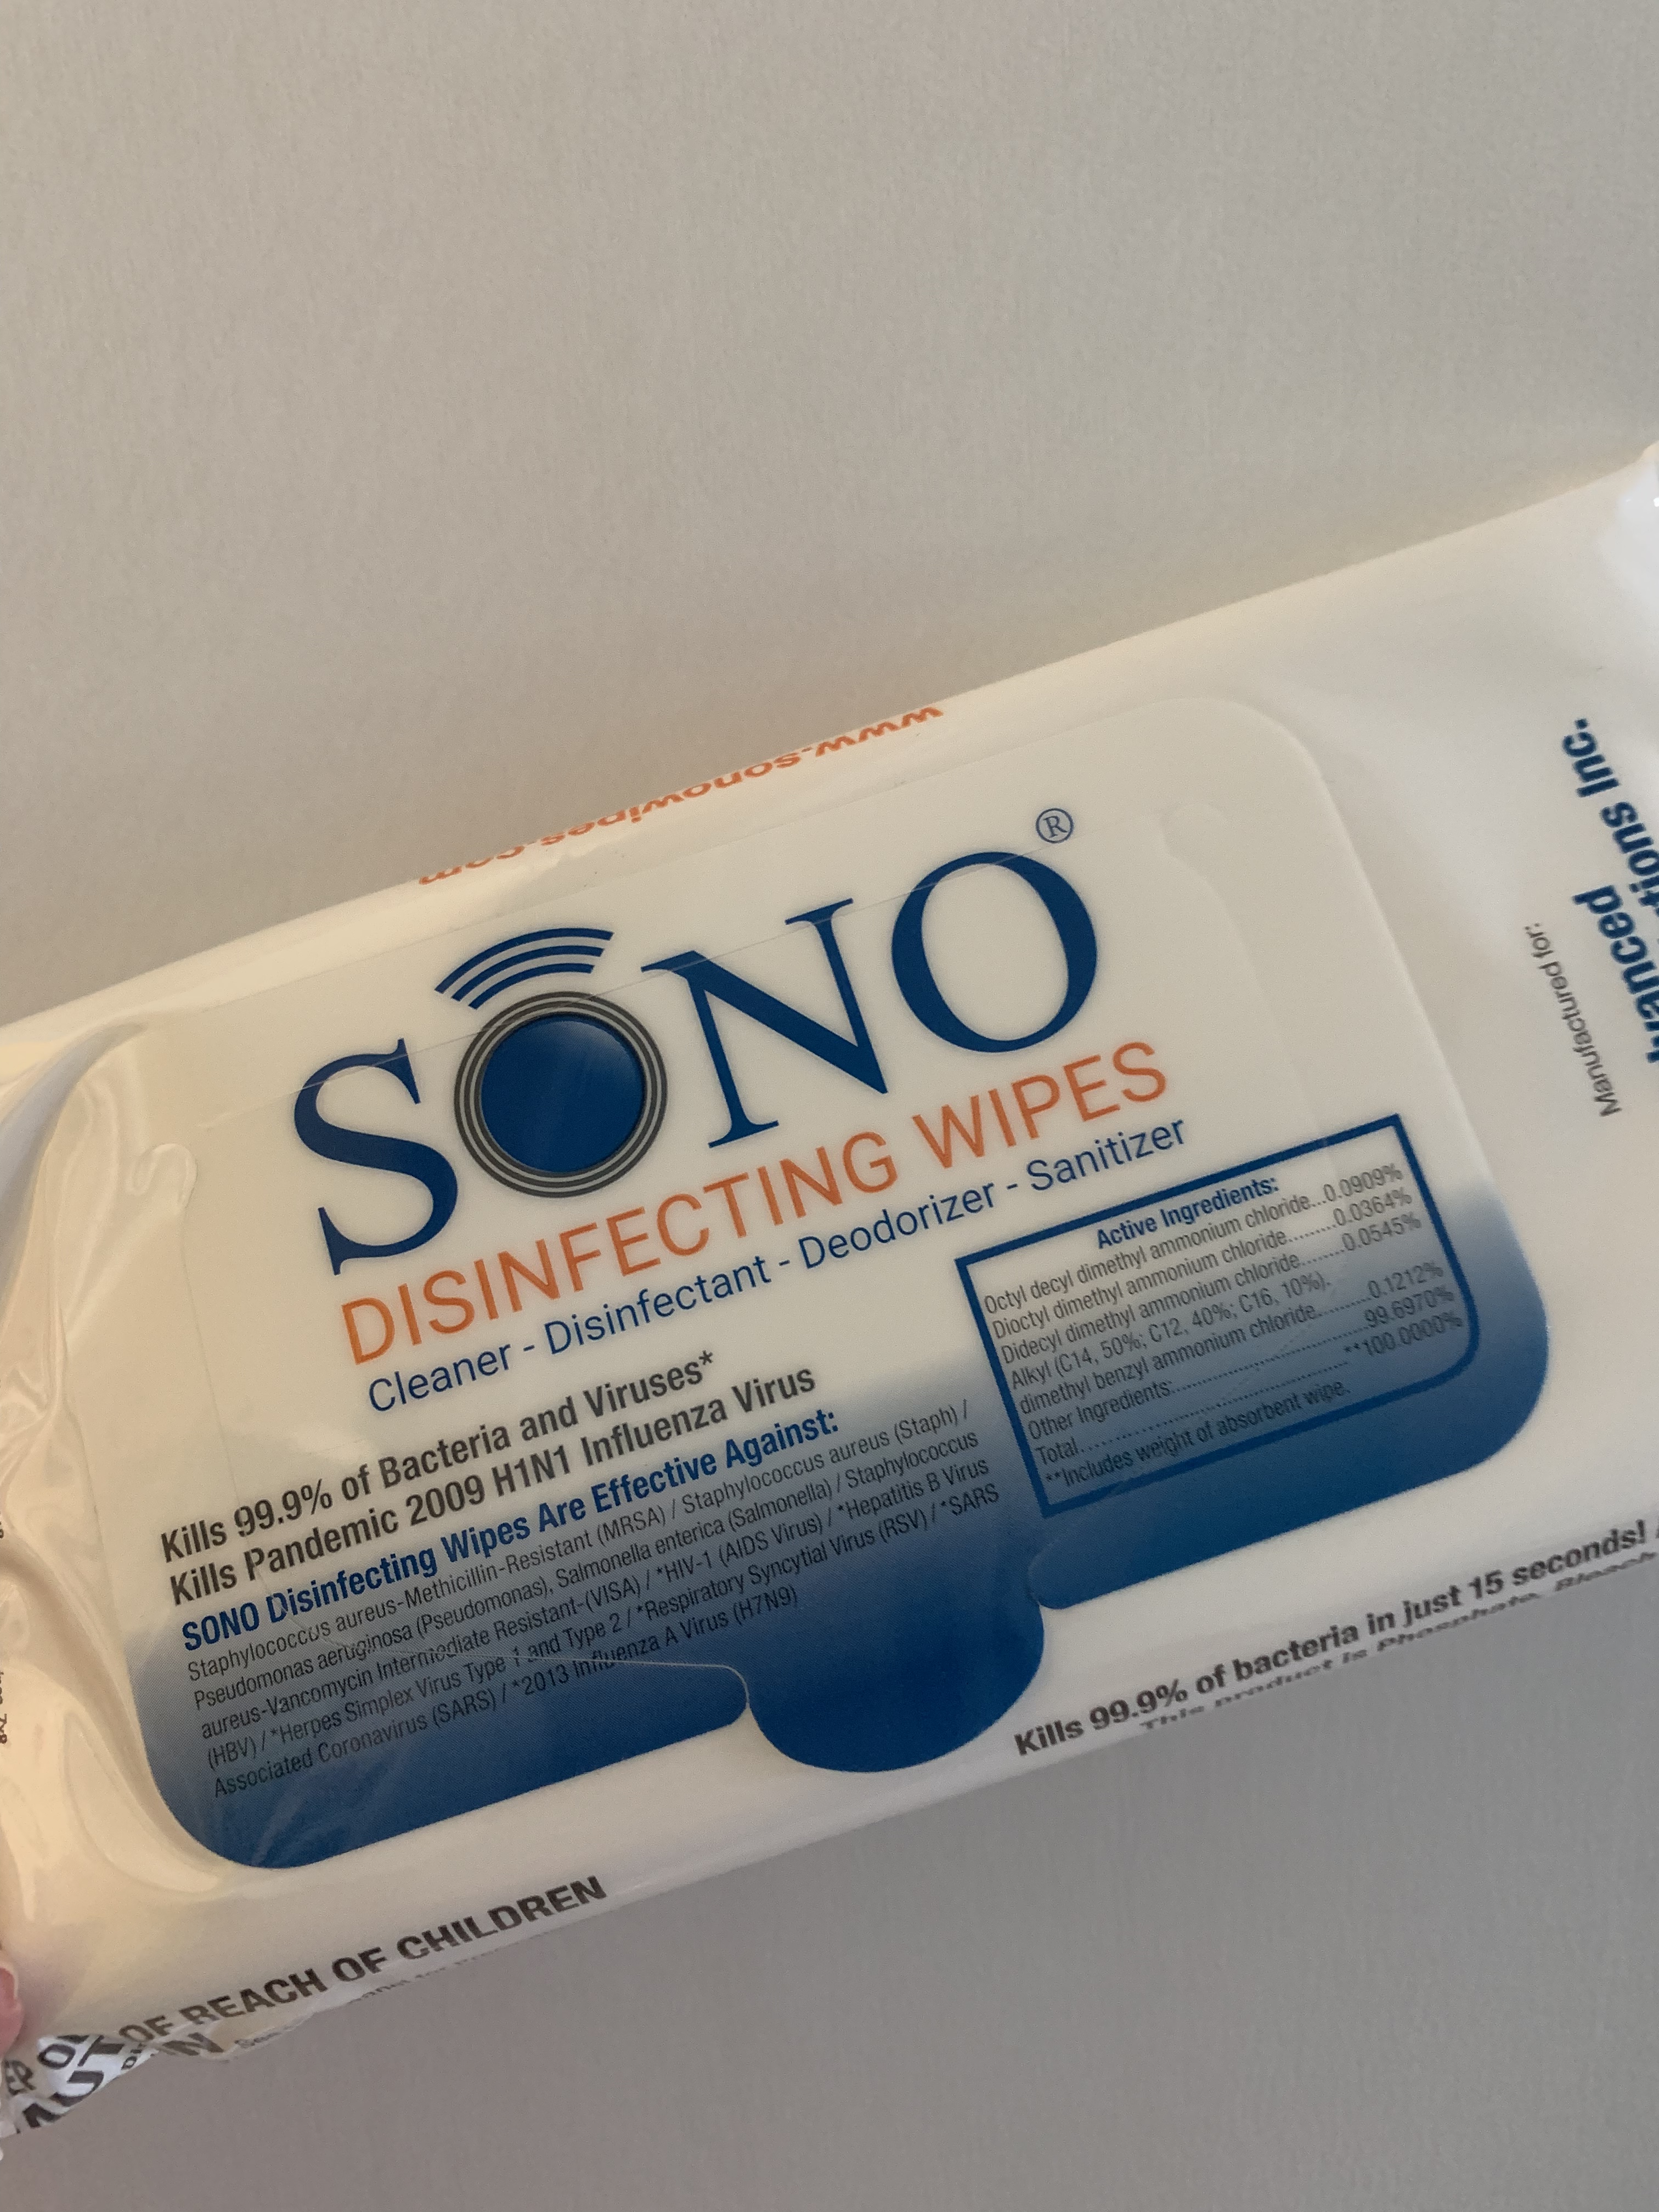 www.sonowipes.com
SONO®
DISINFECTING WIPES
Cleaner - Disinfectant - Deodorizer - Sanitizer
Kills 99.9% of Bacteria and Viruses*
Kills Pandemic 2009 H1N1 Influenza Virus
SONO Disinfecting Wipes Are Effective Against:
Staphylococcus aureus-Methicillin-Resistant (MRSA) / Staphylococcus aureus (Staph) /
Pseudomonas aeruginosa (Pseudomonas), Salmonella enterica (Salmonella) / Staphylococcus
aureus-Vancomycin Intermediate Resistant-(VISA) / *HIV-1 (AIDS Virus) / *Hepatitis B Virus
(HBV) / *Herpes Simplex Virus Type 1 and Type 2 / *Respiratory Syncytial Virus (RSV) / *SARS
Associated Coronavirus (SARS) / *2013 Influenza A Virus (H7N9)
Active Ingredients:
Octyl decyl dimethyl ammonium chloride...0.0909%
Dioctyl dimethyl ammonium chloride.........0.0364%
Didecyl dimethyl ammonium chloride........0.0545%
Alkyl (C14, 50%; C12, 40%; C16, 10%).
dimethyl benzyl ammonium chloride..........0.1212%
Other Ingredients:..............................99.6970%
Total..........................................**100.0000%
**Includes weight of absorbent wipe.
Manufactured for:
Inc.
Kills 99.9% of bacteria in just 15 seconds!
This product is Phosphate, Bleach
OF REACH OF CHILDREN